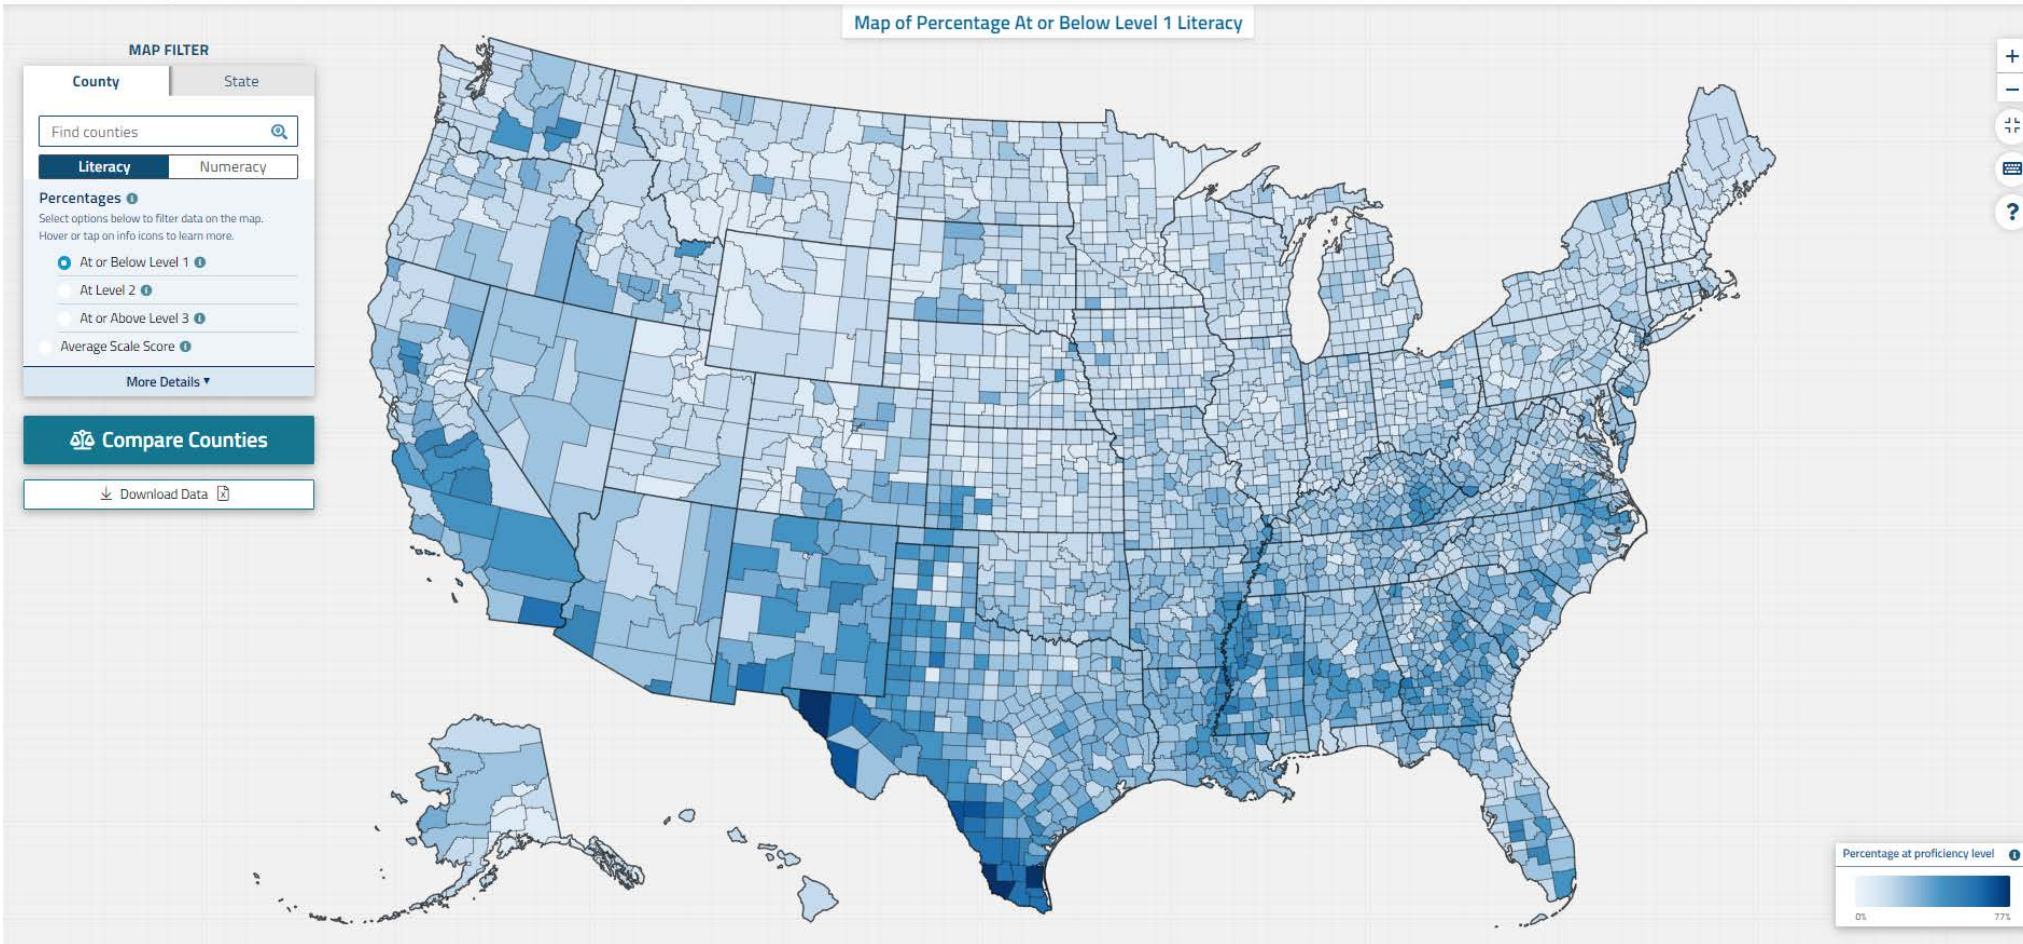 Map of Percentage At or Below Level 1 Literacy
MAP FILTER
County
State
Find counties
Literacy
Numeracy
Percentages
Select options below to filter data on the map.
Hover or tap on info icons to learn more.
At or Below Level 1
At Level 2
At or Above Level 3
Average Scale Score
More Details ▾
Compare Counties
Download Data
+
−
?
Percentage at proficiency level
0%
77%